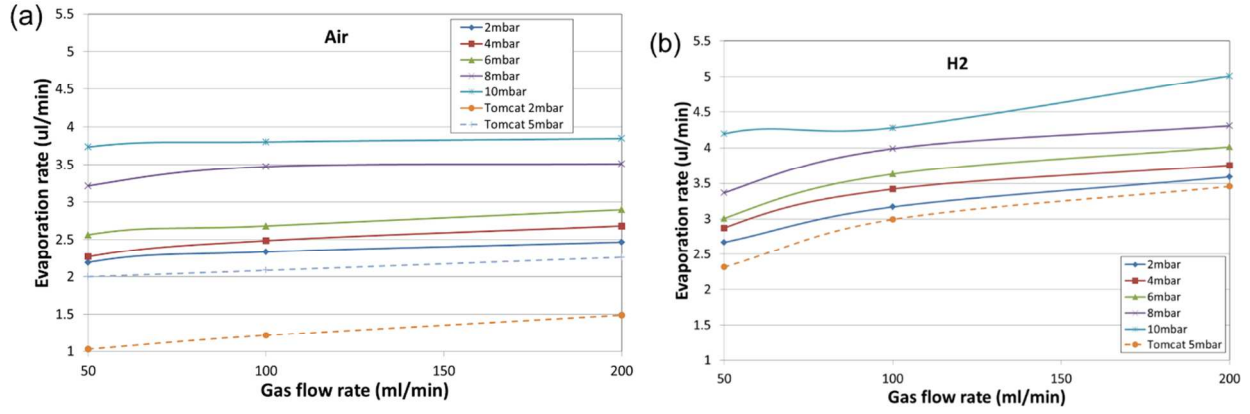 (a)
Air
Evaporation rate (ul/min)
5.5
5
4.5
4
3.5
3
2.5
2
1.5
1
50
100
150
200
Gas flow rate (ml/min)
2mbar
4mbar
6mbar
8mbar
10mbar
Tomcat 2mbar
Tomcat 5mbar
(b)
H2
Evaporation rate (ul/min)
5.5
5
4.5
4
3.5
3
2.5
2
1.5
1
50
100
150
200
Gas flow rate (ml/min)
2mbar
4mbar
6mbar
8mbar
10mbar
Tomcat 5mbar